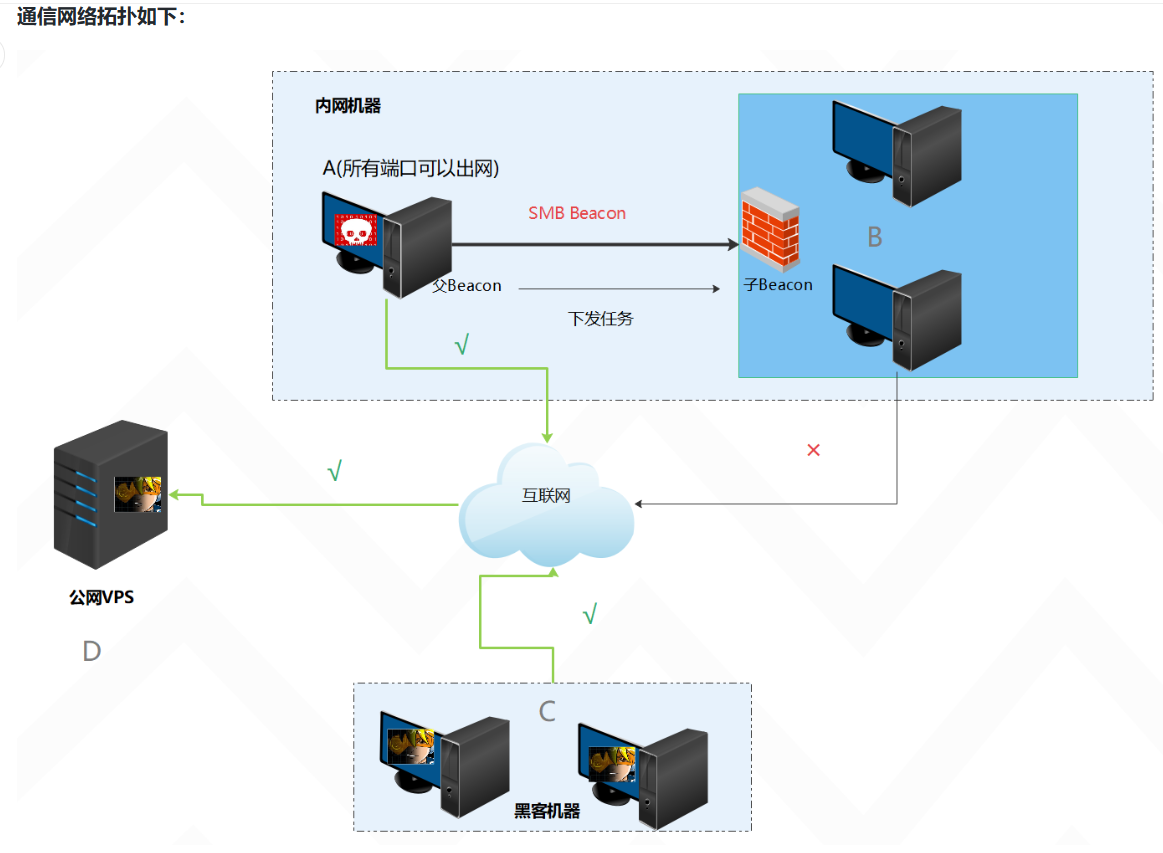 通信网络拓扑如下：
内网机器
A(所有端口可以出网)
SMB Beacon
B
父Beacon
子Beacon
下发任务
√
×
√
互联网
公网VPS
√
D
C
黑客机器